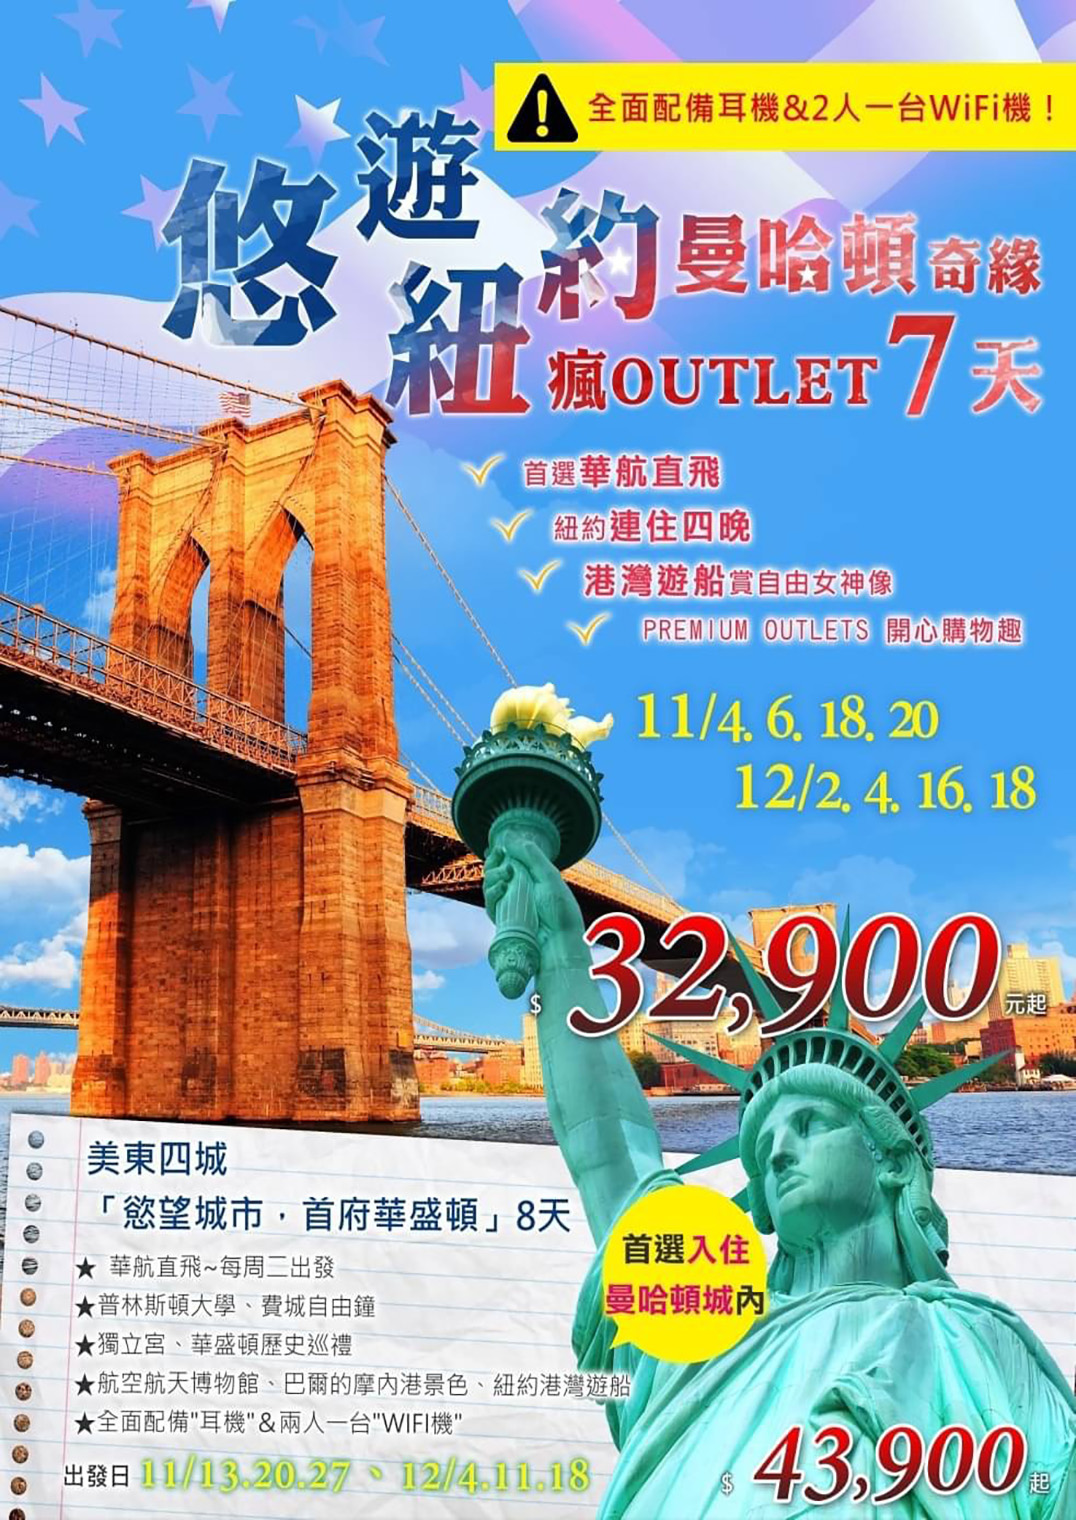 全面配備耳機&2人一台WiFi機！
悠遊紐約 曼哈頓奇緣
瘋OUTLET 7天
首選華航直飛
紐約連住四晚
港灣遊船賞自由女神像
PREMIUM OUTLETS 開心購物趣
11/4. 6. 18. 20
12/2. 4. 16. 18
$ 32,900 元起
美東四城
「慾望城市，首府華盛頓」8天
★ 華航直飛~每周二出發
★普林斯頓大學、費城自由鐘
★獨立宮、華盛頓歷史巡禮
★航空航天博物館、巴爾的摩內港景色、紐約港灣遊船
★全面配備"耳機"＆兩人一台"WIFI機"
出發日 11/13.20.27、12/4.11.18
首選入住
曼哈頓城內
$ 43,900 起